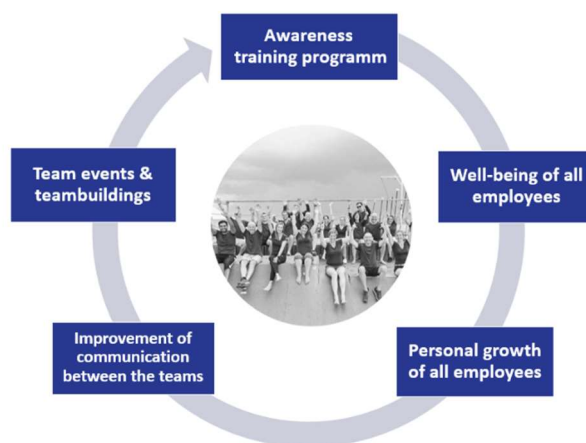 Awareness
training programm
Well-being of all
employees
Personal growth
of all employees
Improvement of
communication
between the teams
Team events &
teambuildings